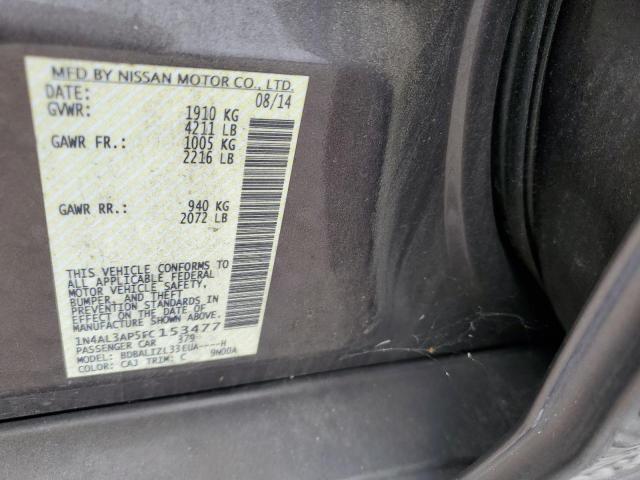 MFD BY NISSAN MOTOR CO., LTD.
DATE: 08/14
GVWR: 1910 KG
4211 LB
GAWR FR.: 1005 KG
2216 LB
GAWR RR.: 940 KG
2072 LB
THIS VEHICLE CONFORMS TO
ALL APPLICABLE FEDERAL
MOTOR VEHICLE SAFETY,
BUMPER, AND THEFT
PREVENTION STANDARDS IN
EFFECT ON THE DATE OF
MANUFACTURE SHOWN ABOVE
1N4AL3AP5FC153477
PASSENGER CAR 379
MODEL: BDBALIZL33EUA----H
COLOR: CAJ TRIM: C 9M00A